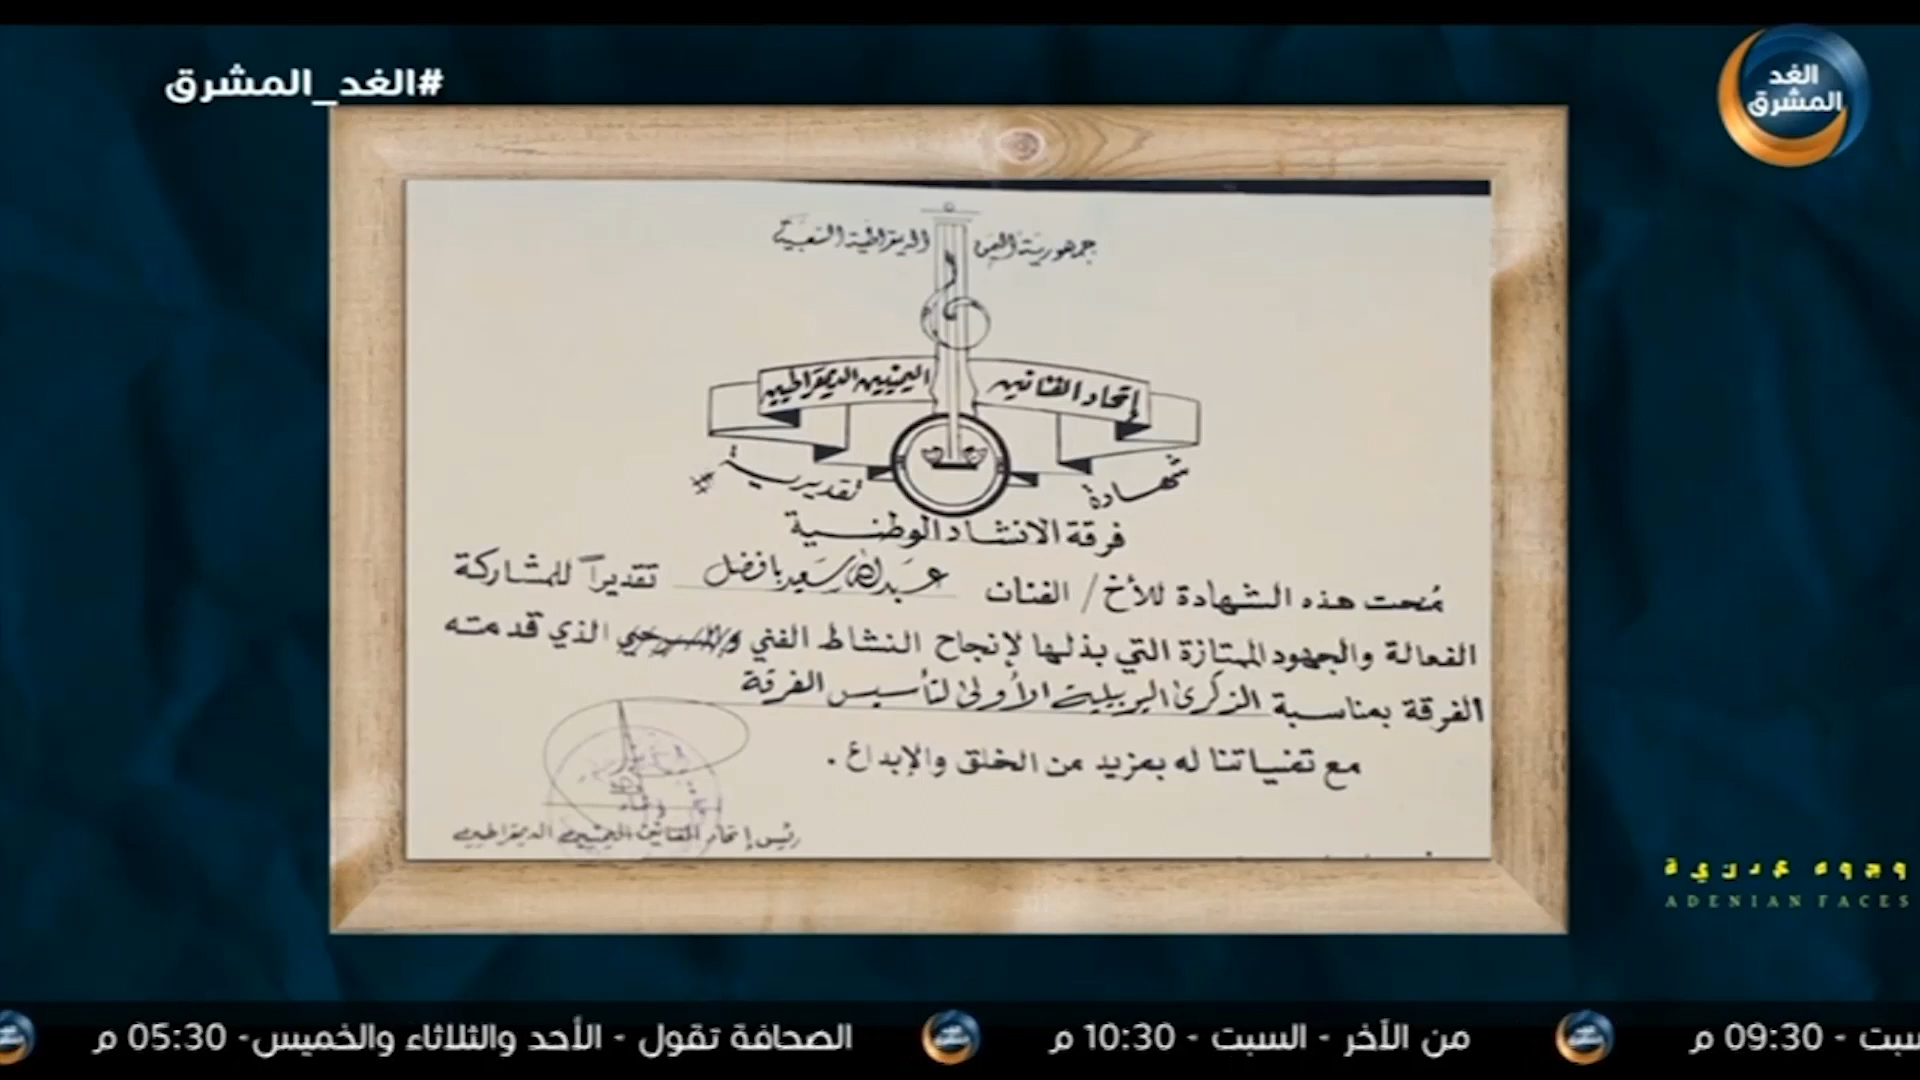 #الغد_المشرق
الغد
المشرق
جمهورية اليمن الديمقراطية الشعبية
إتحاد الفنانين اليمنيين الديمقراطيين
شهادة تقديرية
فرقة الانشاد الوطنية
مُنحت هذه الشهادة للأخ / الفنان عبدالله سعيد بافضل تقديراً للمشاركة
الفعالة والجهود الممتازة التي بذلها لإنجاح النشاط الفني والمسرحي الذي قدمته
الفرقة بمناسبة الذكرى اليوبيلية الأولى لتأسيس الفرقة
مع تمنياتنا له بمزيد من الخلق والإبداع .
رئيس إتحاد الفنانين اليمنيين الديمقراطيين
وجوه عدنية
ADENIAN FACES
سبت - 09:30 م
من الأخر - السبت - 10:30 م
الصحافة تقول - الأحد والثلاثاء والخميس- 05:30 م